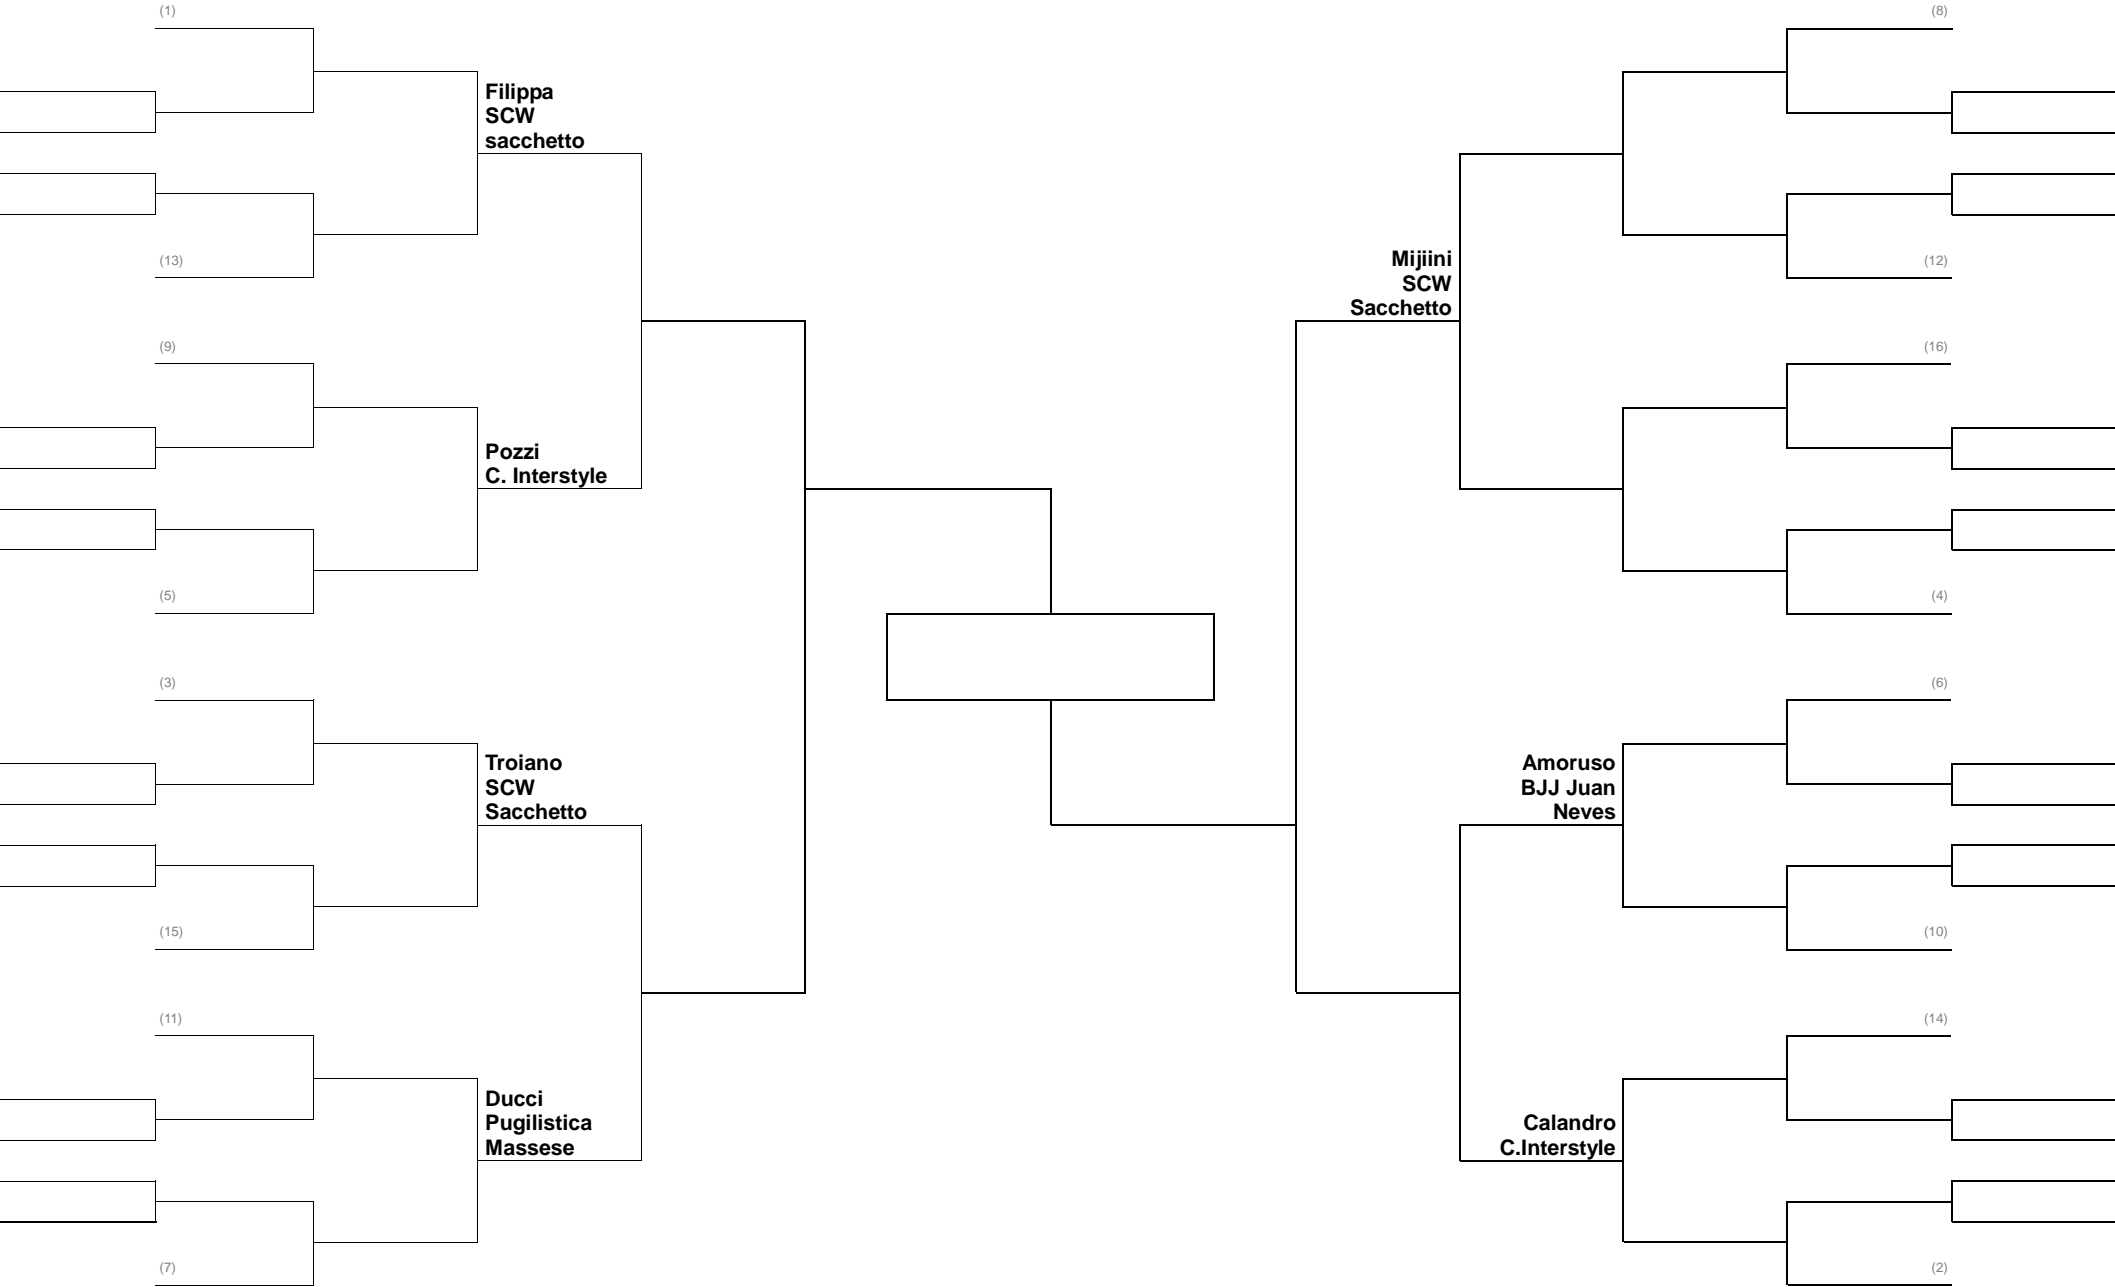 (1)
(8)
Filippa
SCW
sacchetto
(13)
(12)
Mijiini
SCW
Sacchetto
(9)
(16)
Pozzi
C. Interstyle
(5)
(4)
(3)
(6)
Troiano
SCW
Sacchetto
Amoruso
BJJ Juan
Neves
(15)
(10)
(11)
(14)
Ducci
Pugilistica
Massese
Calandro
C.Interstyle
(7)
(2)